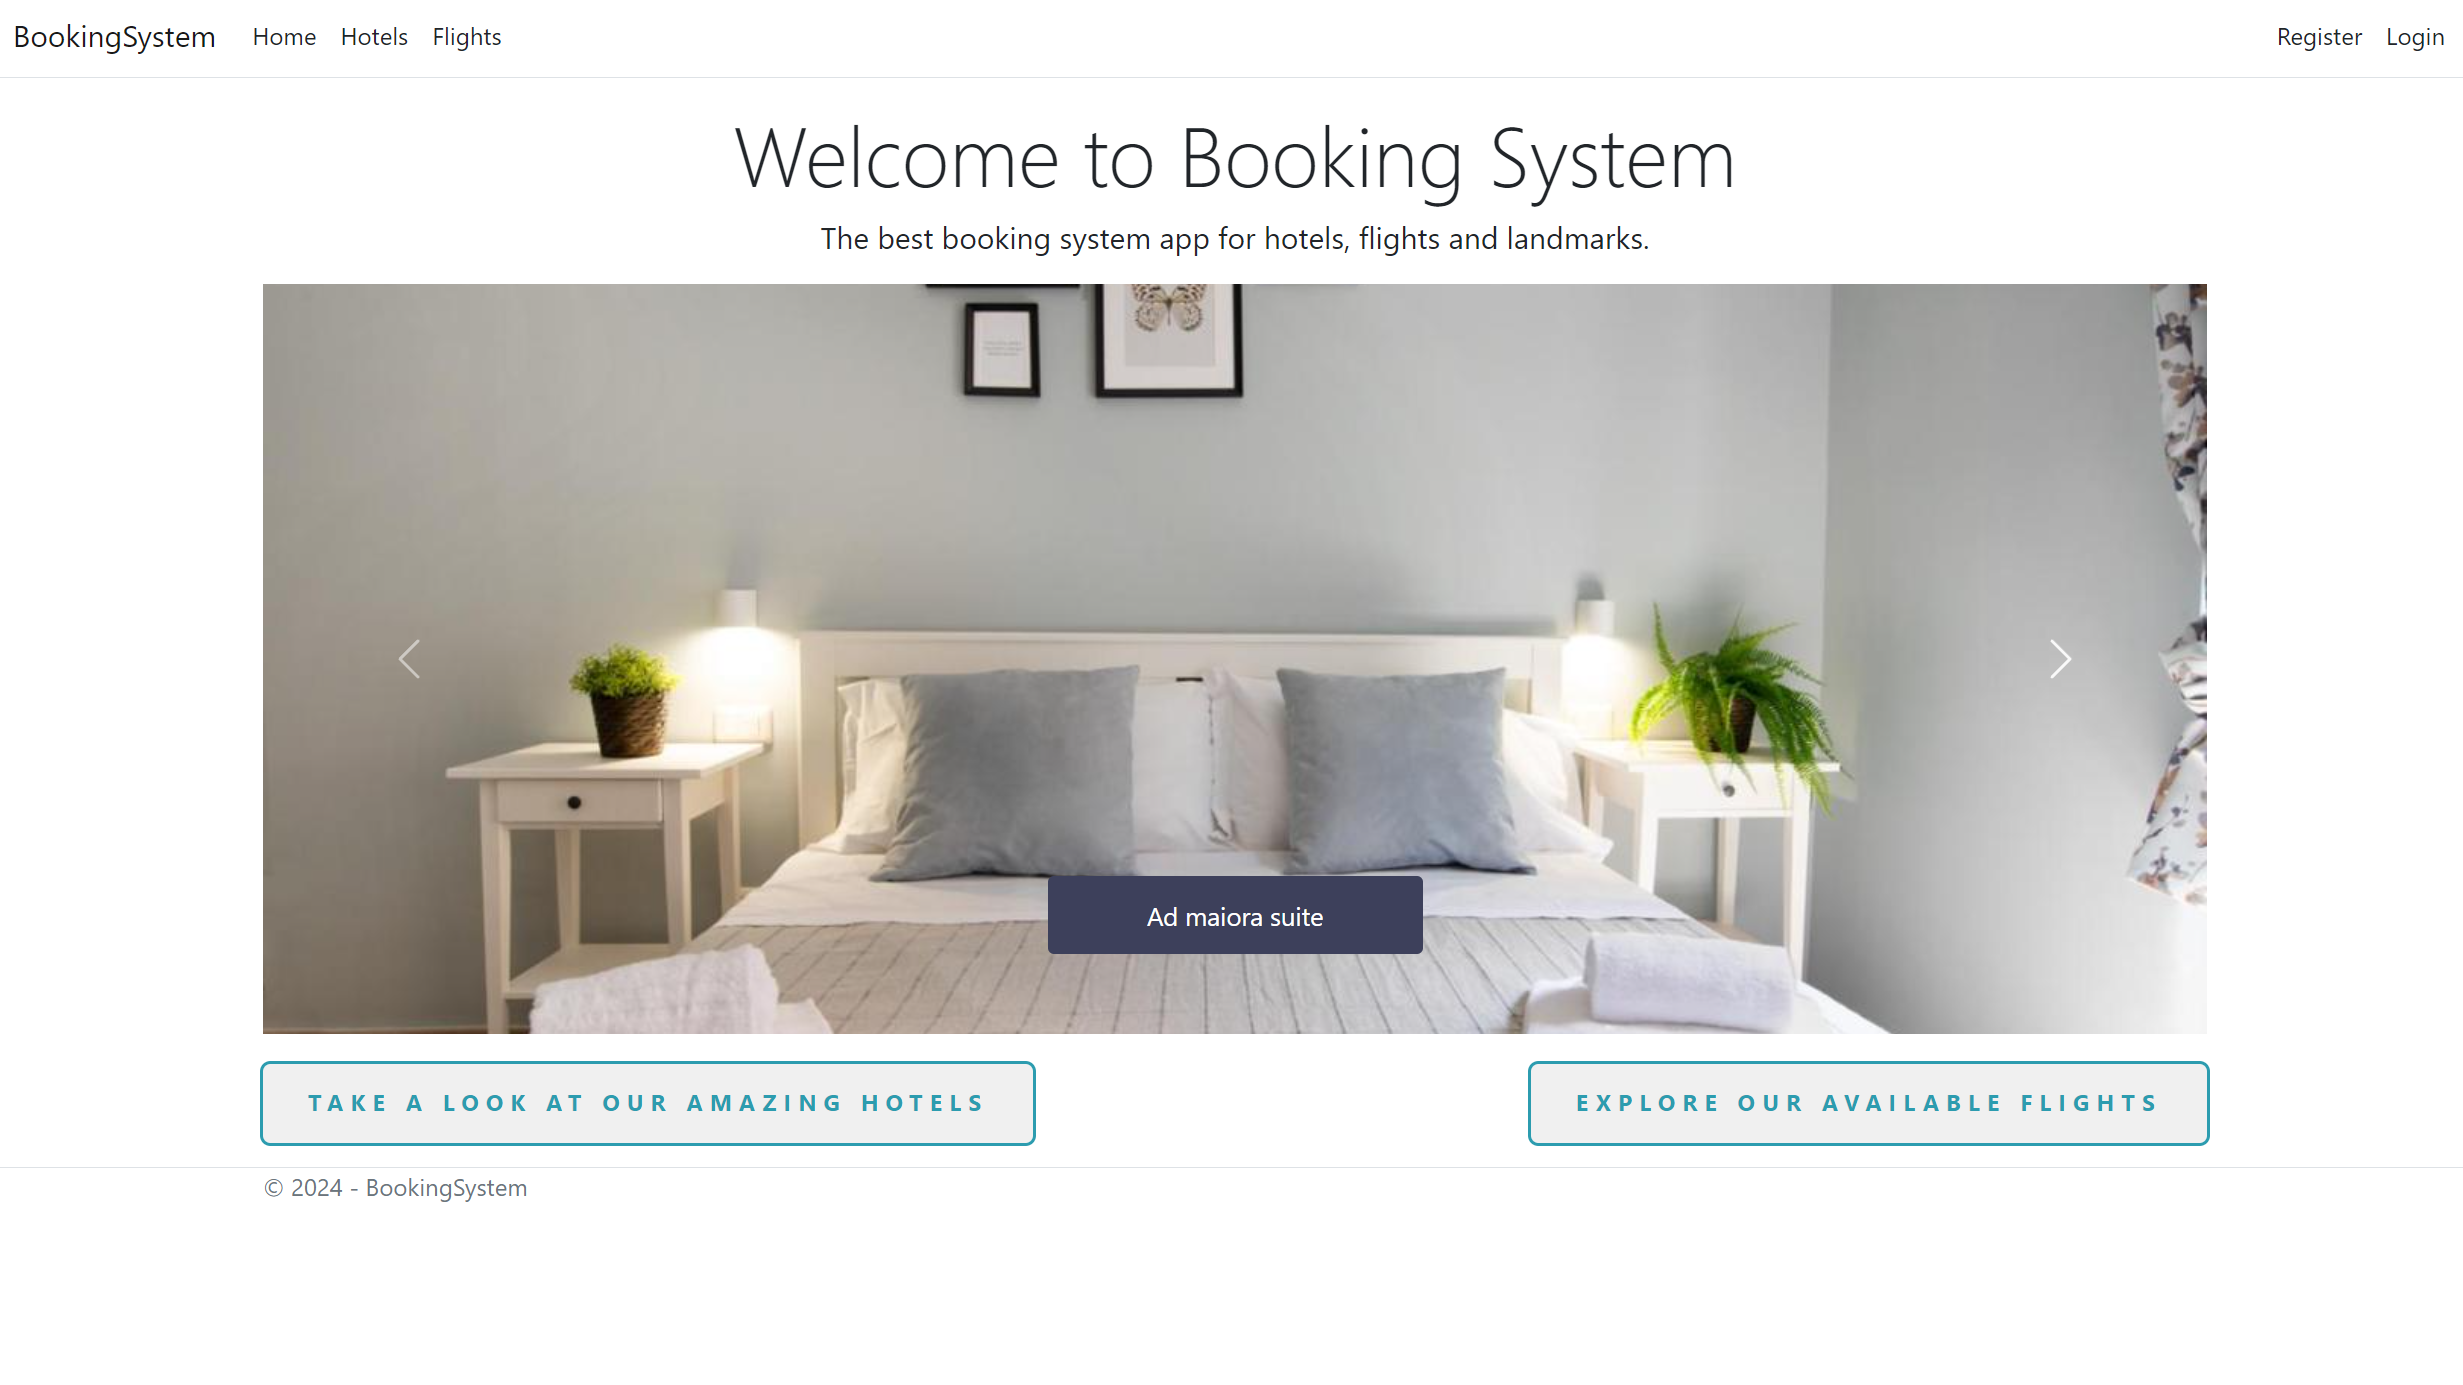 BookingSystem Home Hotels Flights Register Login
Welcome to Booking System
The best booking system app for hotels, flights and landmarks.
Ad maiora suite
TAKE A LOOK AT OUR AMAZING HOTELS
EXPLORE OUR AVAILABLE FLIGHTS
© 2024 - BookingSystem